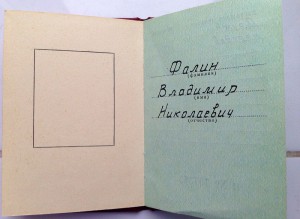 Фалин
(фамилия)
Владимир
(имя)
Николаевич
(отчество)